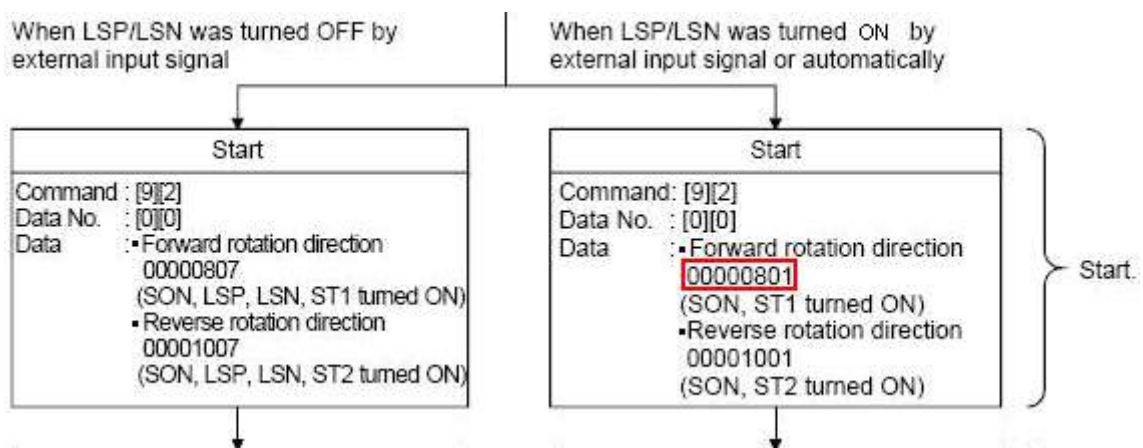 When LSP/LSN was turned OFF by
external input signal
When LSP/LSN was turned ON by
external input signal or automatically
Start
Command : [9][2]
Data No. : [0][0]
Data :▪Forward rotation direction
00000807
(SON, LSP, LSN, ST1 turned ON)
▪Reverse rotation direction
00001007
(SON, LSP, LSN, ST2 turned ON)
Start
Command: [9][2]
Data No. : [0][0]
Data :▪Forward rotation direction
00000801
(SON, ST1 turned ON)
▪Reverse rotation direction
00001001
(SON, ST2 turned ON)
Start.